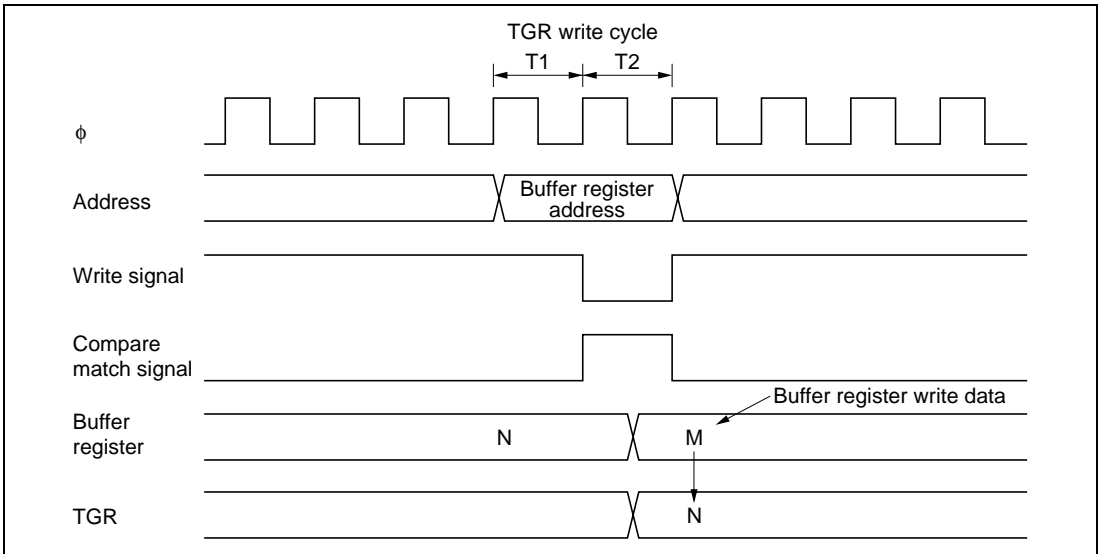 TGR write cycle
T1 T2
ϕ
Address
Buffer register
address
Write signal
Compare
match signal
Buffer register write data
Buffer
register
N M
TGR
N